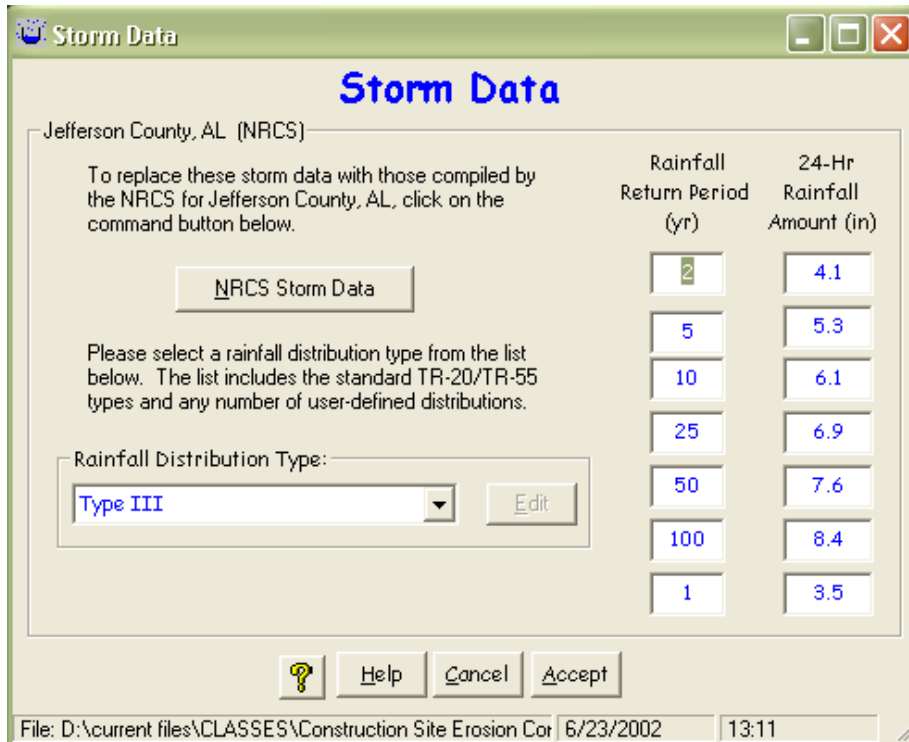 Storm Data
Storm Data
Jefferson County, AL (NRCS)
To replace these storm data with those compiled by
the NRCS for Jefferson County, AL, click on the
command button below.
NRCS Storm Data
Please select a rainfall distribution type from the list
below. The list includes the standard TR-20/TR-55
types and any number of user-defined distributions.
Rainfall Distribution Type:
Type III
Edit
Rainfall 24-Hr
Return Period Rainfall
(yr) Amount (in)
2 4.1
5 5.3
10 6.1
25 6.9
50 7.6
100 8.4
1 3.5
? Help Cancel Accept
File: D:\current files\CLASSES\Construction Site Erosion Cor 6/23/2002 13:11